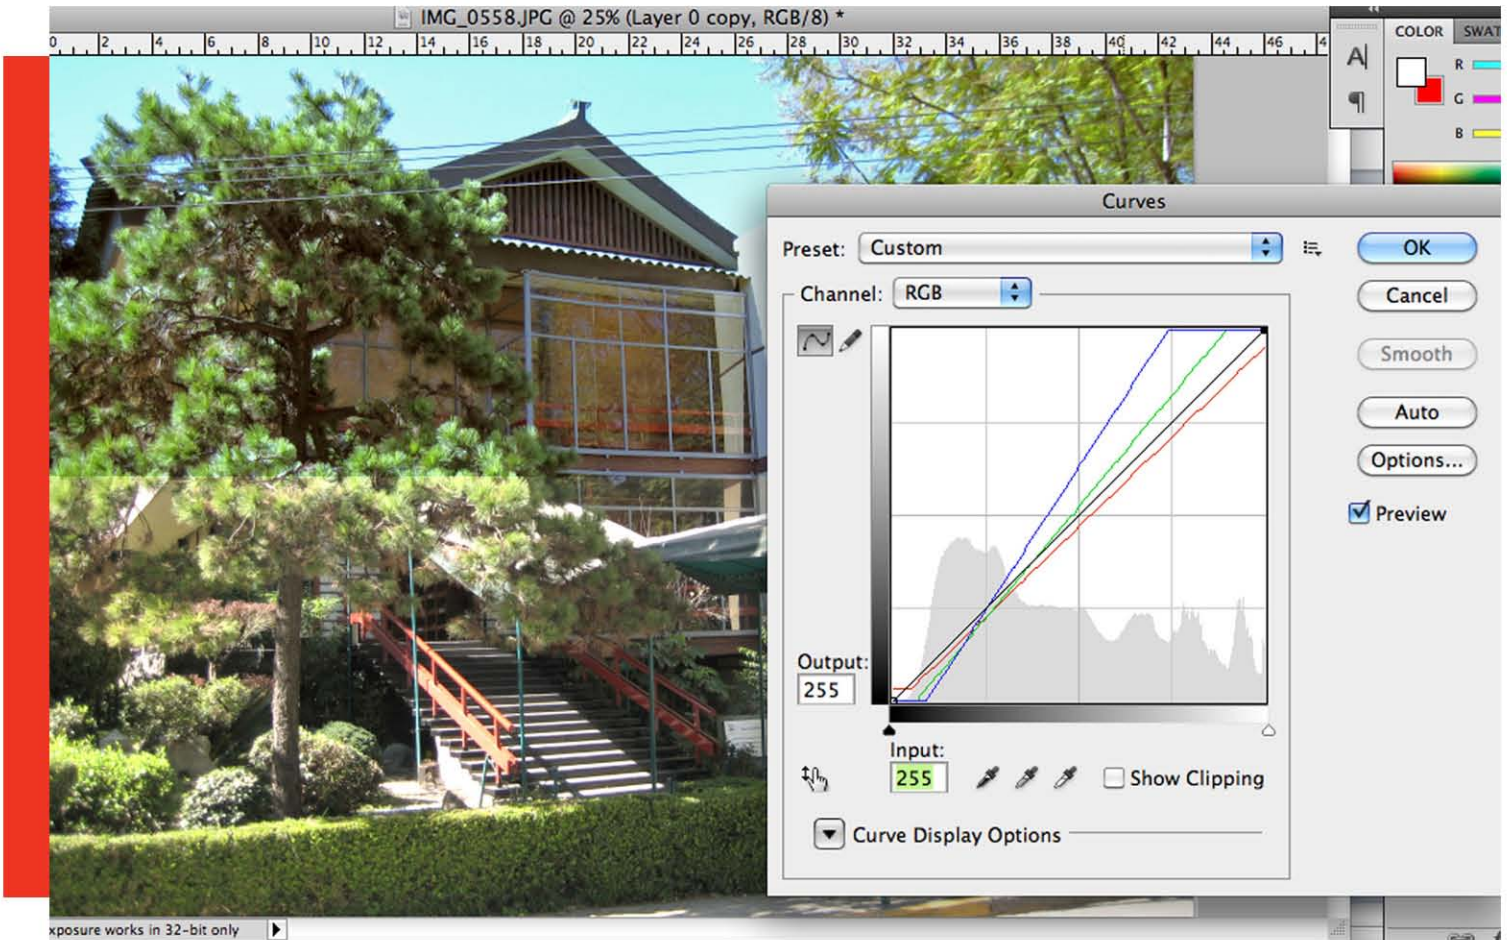 IMG_0558.JPG @ 25% (Layer 0 copy, RGB/8) *
0 2 4 6 8 10 12 14 16 18 20 22 24 26 28 30 32 34 36 38 40 42 44 46 4
COLOR SWAT
A
R
G
B
Curves
Preset: Custom
OK
Channel: RGB
Cancel
Smooth
Auto
Options...
Preview
Output:
255
Input:
255
Show Clipping
Curve Display Options
xposure works in 32-bit only